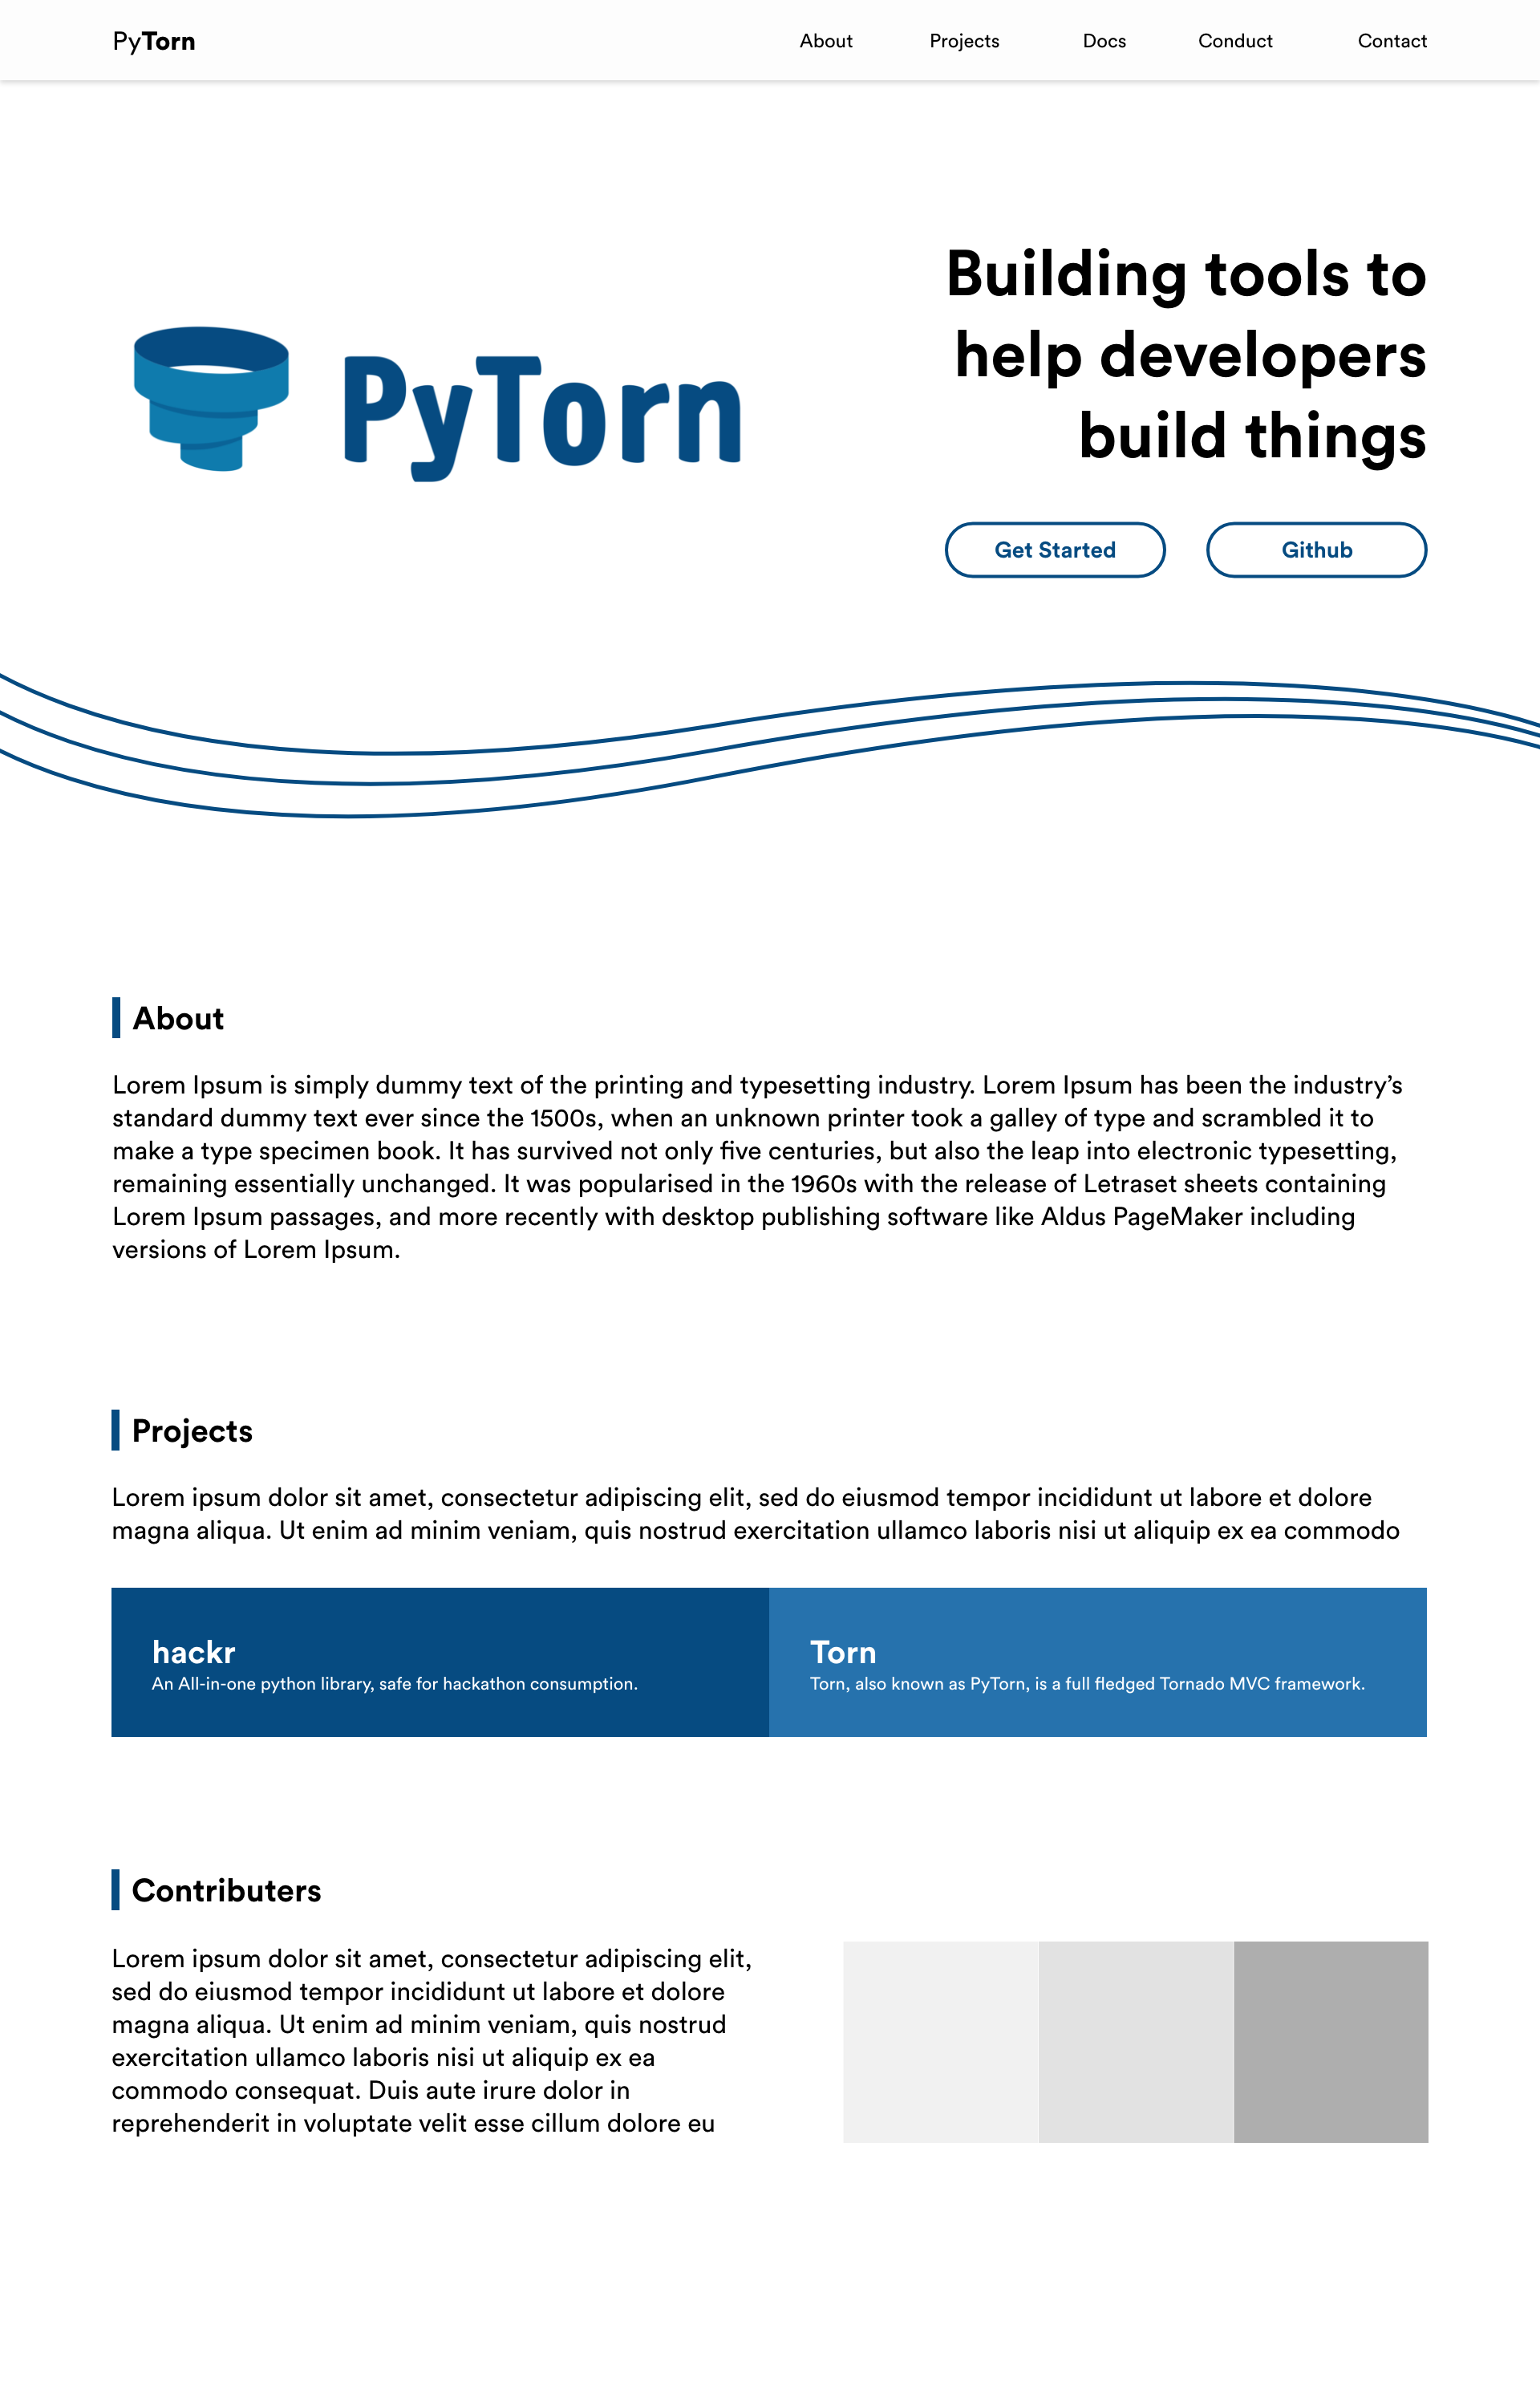 PyTorn
About Projects Docs Conduct Contact
PyTorn
Building tools to
help developers
build things
Get Started
Github
About
Lorem Ipsum is simply dummy text of the printing and typesetting industry. Lorem Ipsum has been the industry’s
standard dummy text ever since the 1500s, when an unknown printer took a galley of type and scrambled it to
make a type specimen book. It has survived not only five centuries, but also the leap into electronic typesetting,
remaining essentially unchanged. It was popularised in the 1960s with the release of Letraset sheets containing
Lorem Ipsum passages, and more recently with desktop publishing software like Aldus PageMaker including
versions of Lorem Ipsum.
Projects
Lorem ipsum dolor sit amet, consectetur adipiscing elit, sed do eiusmod tempor incididunt ut labore et dolore
magna aliqua. Ut enim ad minim veniam, quis nostrud exercitation ullamco laboris nisi ut aliquip ex ea commodo
hackr
An All-in-one python library, safe for hackathon consumption.
Torn
Torn, also known as PyTorn, is a full fledged Tornado MVC framework.
Contributers
Lorem ipsum dolor sit amet, consectetur adipiscing elit,
sed do eiusmod tempor incididunt ut labore et dolore
magna aliqua. Ut enim ad minim veniam, quis nostrud
exercitation ullamco laboris nisi ut aliquip ex ea
commodo consequat. Duis aute irure dolor in
reprehenderit in voluptate velit esse cillum dolore eu